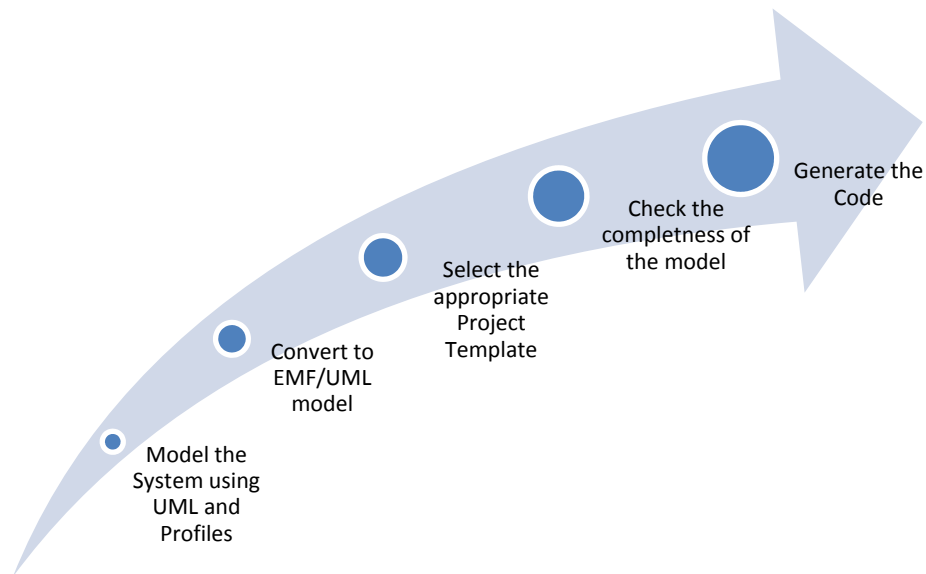 Model the
System using
UML and
Profiles
Convert to
EMF/UML
model
Select the
appropriate
Project
Template
Check the
completness of
the model
Generate the
Code